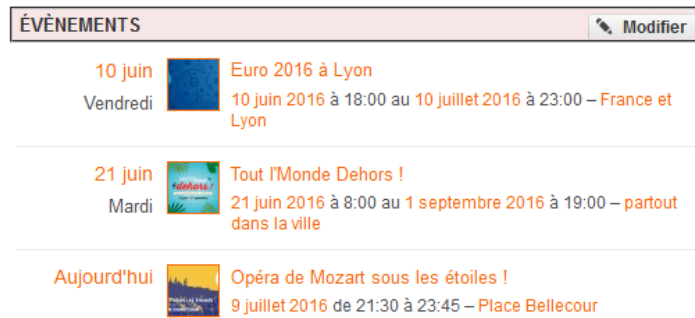 ÉVÈNEMENTS
Modifier
10 juin
Vendredi
Euro 2016 à Lyon
10 juin 2016 à 18:00 au 10 juillet 2016 à 23:00 – France et
Lyon
21 juin
Mardi
dehors !
Tout l'Monde Dehors !
21 juin 2016 à 8:00 au 1 septembre 2016 à 19:00 – partout
dans la ville
Aujourd'hui
Opéra de Mozart sous les étoiles !
9 juillet 2016 de 21:30 à 23:45 – Place Bellecour